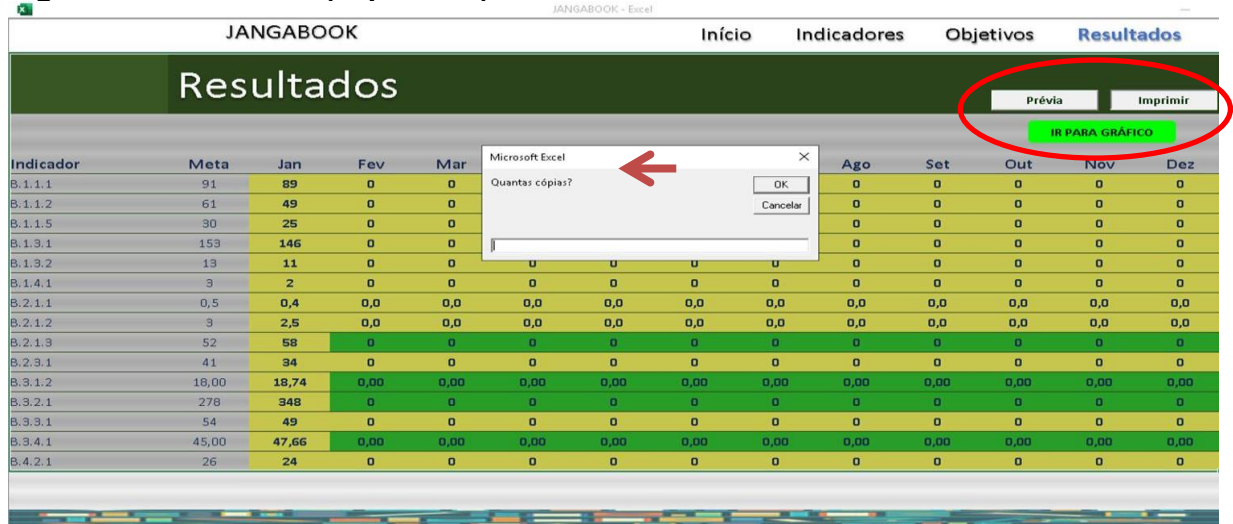 JANGABOOK - Excel
JANGABOOK Início Indicadores Objetivos Resultados
Resultados
Prévia Imprimir
IR PARA GRÁFICO
Indicador Meta Jan Fev Mar Ago Set Out Nov Dez
Microsoft Excel
Quantas cópias?
OK
Cancelar
B.1.1.1 91 89 0 0 0 0 0 0 0
B.1.1.2 61 49 0 0 0 0 0 0 0
B.1.1.5 30 25 0 0 0 0 0 0 0
B.1.3.1 153 146 0 0 0 0 0 0 0
B.1.3.2 13 11 0 0 0 0 0 0 0 0 0 0 0
B.1.4.1 3 2 0 0 0 0 0 0 0 0 0 0 0
B.2.1.1 0,5 0,4 0,0 0,0 0,0 0,0 0,0 0,0 0,0 0,0 0,0 0,0 0,0
B.2.1.2 3 2,5 0,0 0,0 0,0 0,0 0,0 0,0 0,0 0,0 0,0 0,0 0,0
B.2.1.3 52 58 0 0 0 0 0 0 0 0 0 0 0
B.2.3.1 41 34 0 0 0 0 0 0 0 0 0 0 0
B.3.1.2 18,00 18,74 0,00 0,00 0,00 0,00 0,00 0,00 0,00 0,00 0,00 0,00 0,00
B.3.2.1 278 348 0 0 0 0 0 0 0 0 0 0 0
B.3.3.1 54 49 0 0 0 0 0 0 0 0 0 0 0
B.3.4.1 45,00 47,66 0,00 0,00 0,00 0,00 0,00 0,00 0,00 0,00 0,00 0,00 0,00
B.4.2.1 26 24 0 0 0 0 0 0 0 0 0 0 0